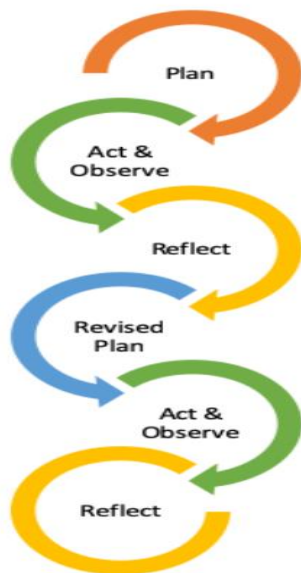 Plan
Act &
Observe
Reflect
Revised
Plan
Act &
Observe
Reflect